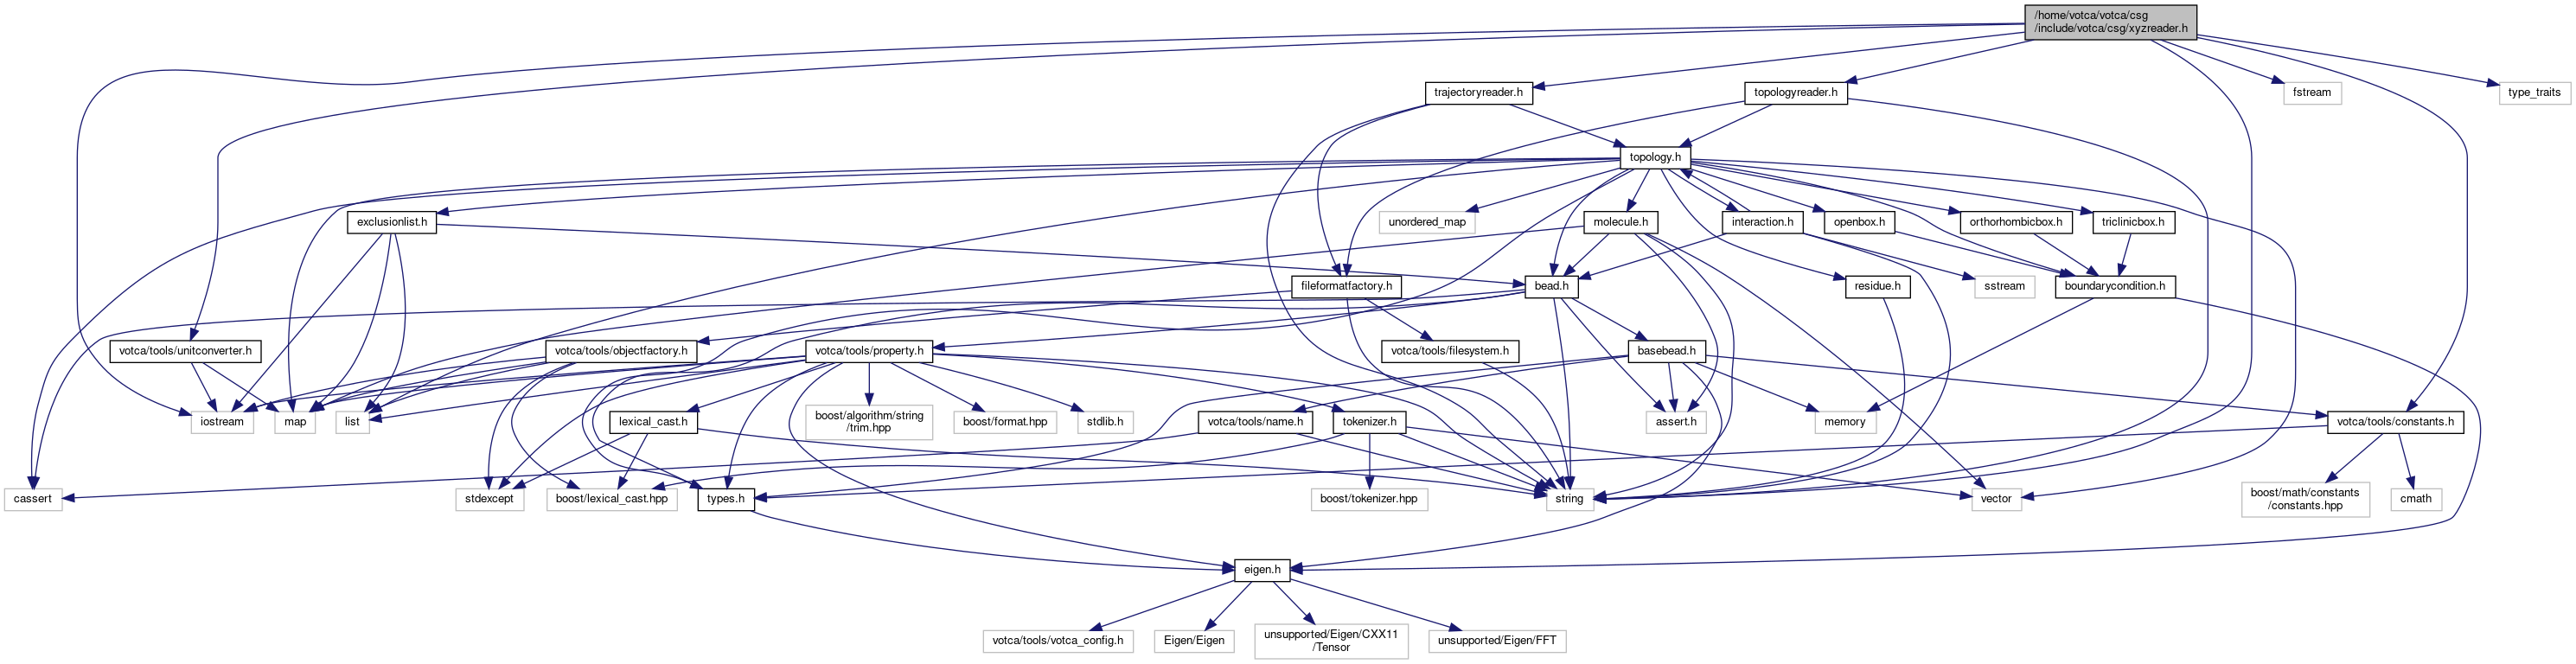 /home/votca/votca/csg
/include/votca/csg/xyzreader.h
trajectoryreader.h
topologyreader.h
fstream
type_traits
topology.h
exclusionlist.h
unordered_map
molecule.h
interaction.h
openbox.h
orthorhombicbox.h
triclinicbox.h
fileformatfactory.h
bead.h
residue.h
sstream
boundarycondition.h
votca/tools/unitconverter.h
votca/tools/objectfactory.h
votca/tools/property.h
votca/tools/filesystem.h
basebead.h
iostream
map
list
lexical_cast.h
boost/algorithm/string
/trim.hpp
boost/format.hpp
stdlib.h
votca/tools/name.h
tokenizer.h
assert.h
memory
votca/tools/constants.h
cassert
stdexcept
boost/lexical_cast.hpp
types.h
boost/tokenizer.hpp
string
vector
boost/math/constants
/constants.hpp
cmath
eigen.h
votca/tools/votca_config.h
Eigen/Eigen
unsupported/Eigen/CXX11
/Tensor
unsupported/Eigen/FFT